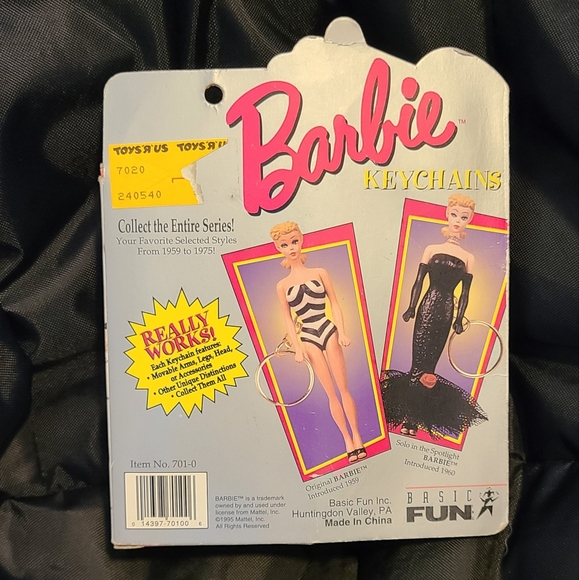 Barbie™
KEYCHAINS
TOYS"R"US TOYS"R"U
7020
240540
Collect the Entire Series!
Your Favorite Selected Styles
From 1959 to 1975!
REALLY
WORKS!
Each Keychain features:
• Movable Arms, Legs, Head,
or Accessories
• Other Unique Distinctions
• Collect Them All
Original BARBIE™
Introduced 1959
Solo in the Spotlight
BARBIE™
Introduced 1960
Item No. 701-0
0 14397-70100 6
BARBIE™ is a trademark
owned by and used under
license from Mattel, Inc.
©1995 Mattel, Inc.
All Rights Reserved
Basic Fun Inc.
Huntingdon Valley, PA
Made In China
BASIC
FUN